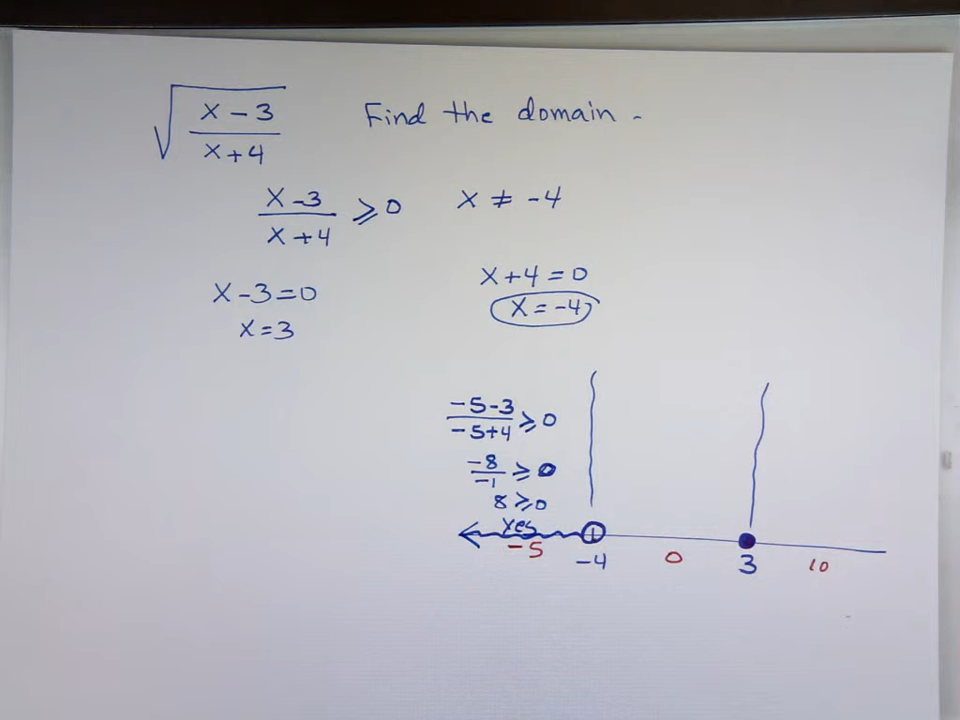 √((x-3)/(x+4)) Find the domain.
(x-3)/(x+4) ≥ 0 x ≠ -4
x-3=0 x+4=0
x=3 x=-4
(-5-3)/(-5+4) ≥ 0
-8/-1 ≥ 0
8 ≥ 0
Yes
-5 -4 0 3 10